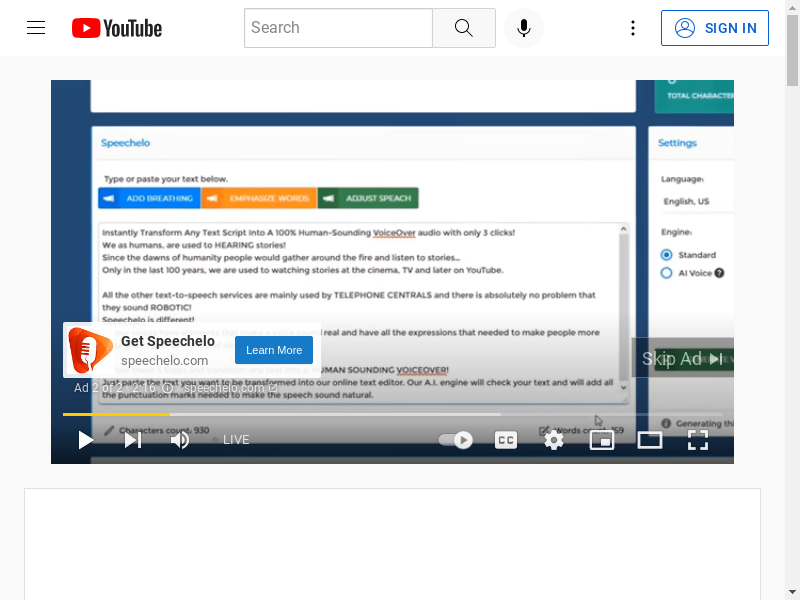 YouTube
Search
SIGN IN
TOTAL CHARACTER
Speechelo
Settings
Type or paste your text below.
ADD BREATHING
EMPHASIZE WORDS
ADJUST SPEACH
Language:
English, US
Engine:
Standard
AI Voice
Instantly Transform Any Text Script Into A 100% Human-Sounding VoiceOver audio with only 3 clicks!
We as humans, are used to HEARING stories!
Since the dawns of humanity people would gather around the fire and listen to stories...
Only in the last 100 years, we are used to watching stories at the cinema, TV and later on YouTube.
All the other text-to-speech services are mainly used by TELEPHONE CENTRALS and there is absolutely no problem that
they sound ROBOTIC!
Speechelo is different!
real and have all the expressions that needed to make people more
Get Speechelo
speechelo.com
Learn More
Skip Ad
HUMAN SOUNDING VOICEOVER!
Just paste the text you want to be transformed into our online text editor. Our A.I. engine will check your text and will add all
the punctuation marks needed to make the speech sound natural.
Ad 2 of 2 · 2:16 speechelo.com
Characters count: 930
Words count: 159
Generating thi
LIVE
CC